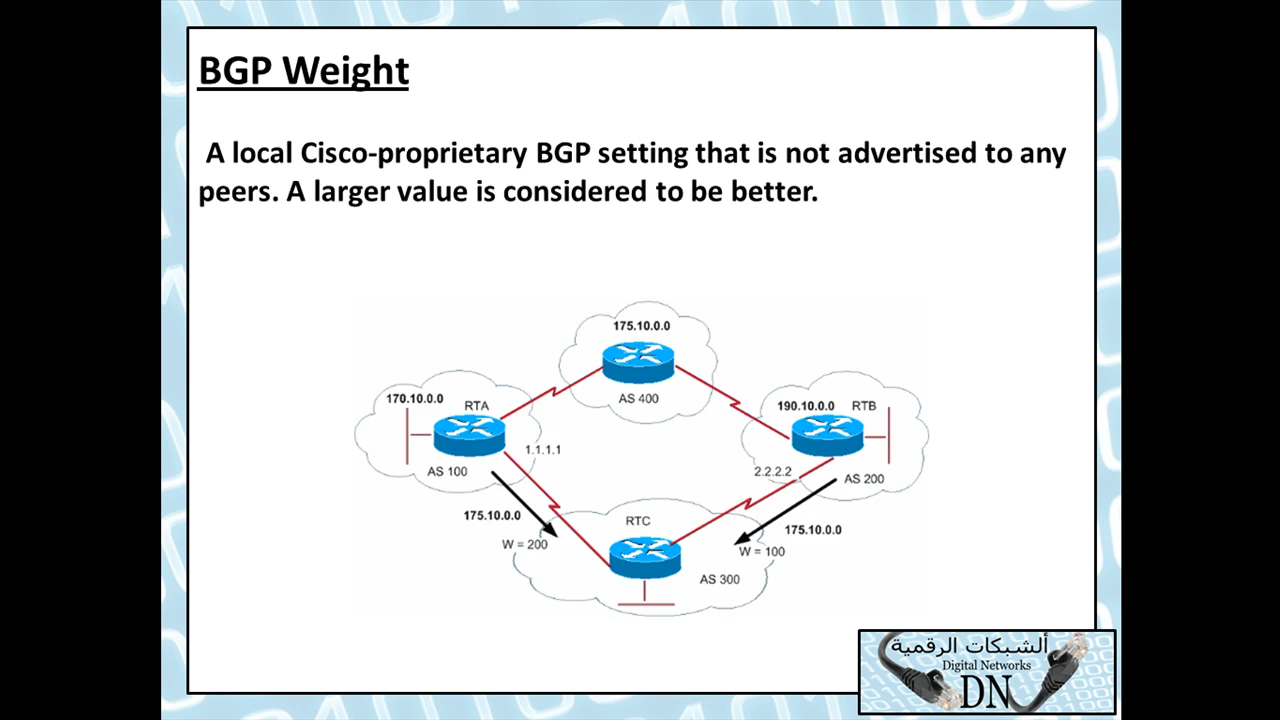 BGP Weight
A local Cisco-proprietary BGP setting that is not advertised to any
peers. A larger value is considered to be better.
175.10.0.0
AS 400
170.10.0.0
RTA
1.1.1.1
AS 100
190.10.0.0
RTB
2.2.2.2
AS 200
175.10.0.0
W = 200
RTC
175.10.0.0
W = 100
AS 300
ألشبكات الرقمية
Digital Networks
DN